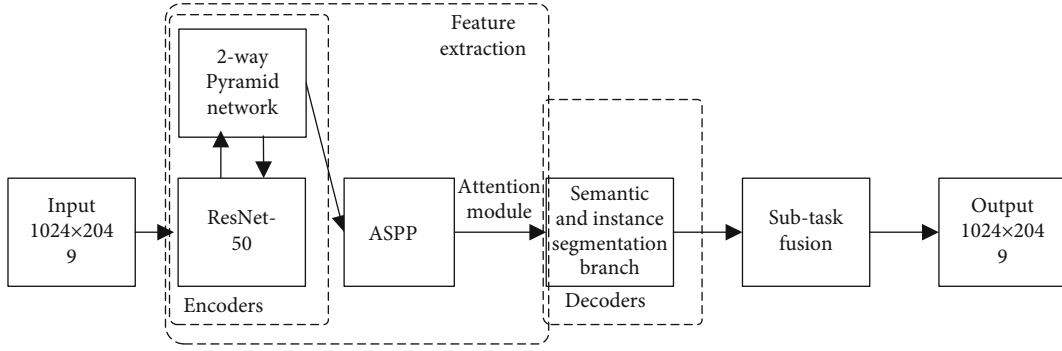 Feature
extraction
2-way
Pyramid
network
Input
1024×204
9
ResNet-
50
Encoders
ASPP
Attention
module
Semantic
and instance
segmentation
branch
Decoders
Sub-task
fusion
Output
1024×204
9